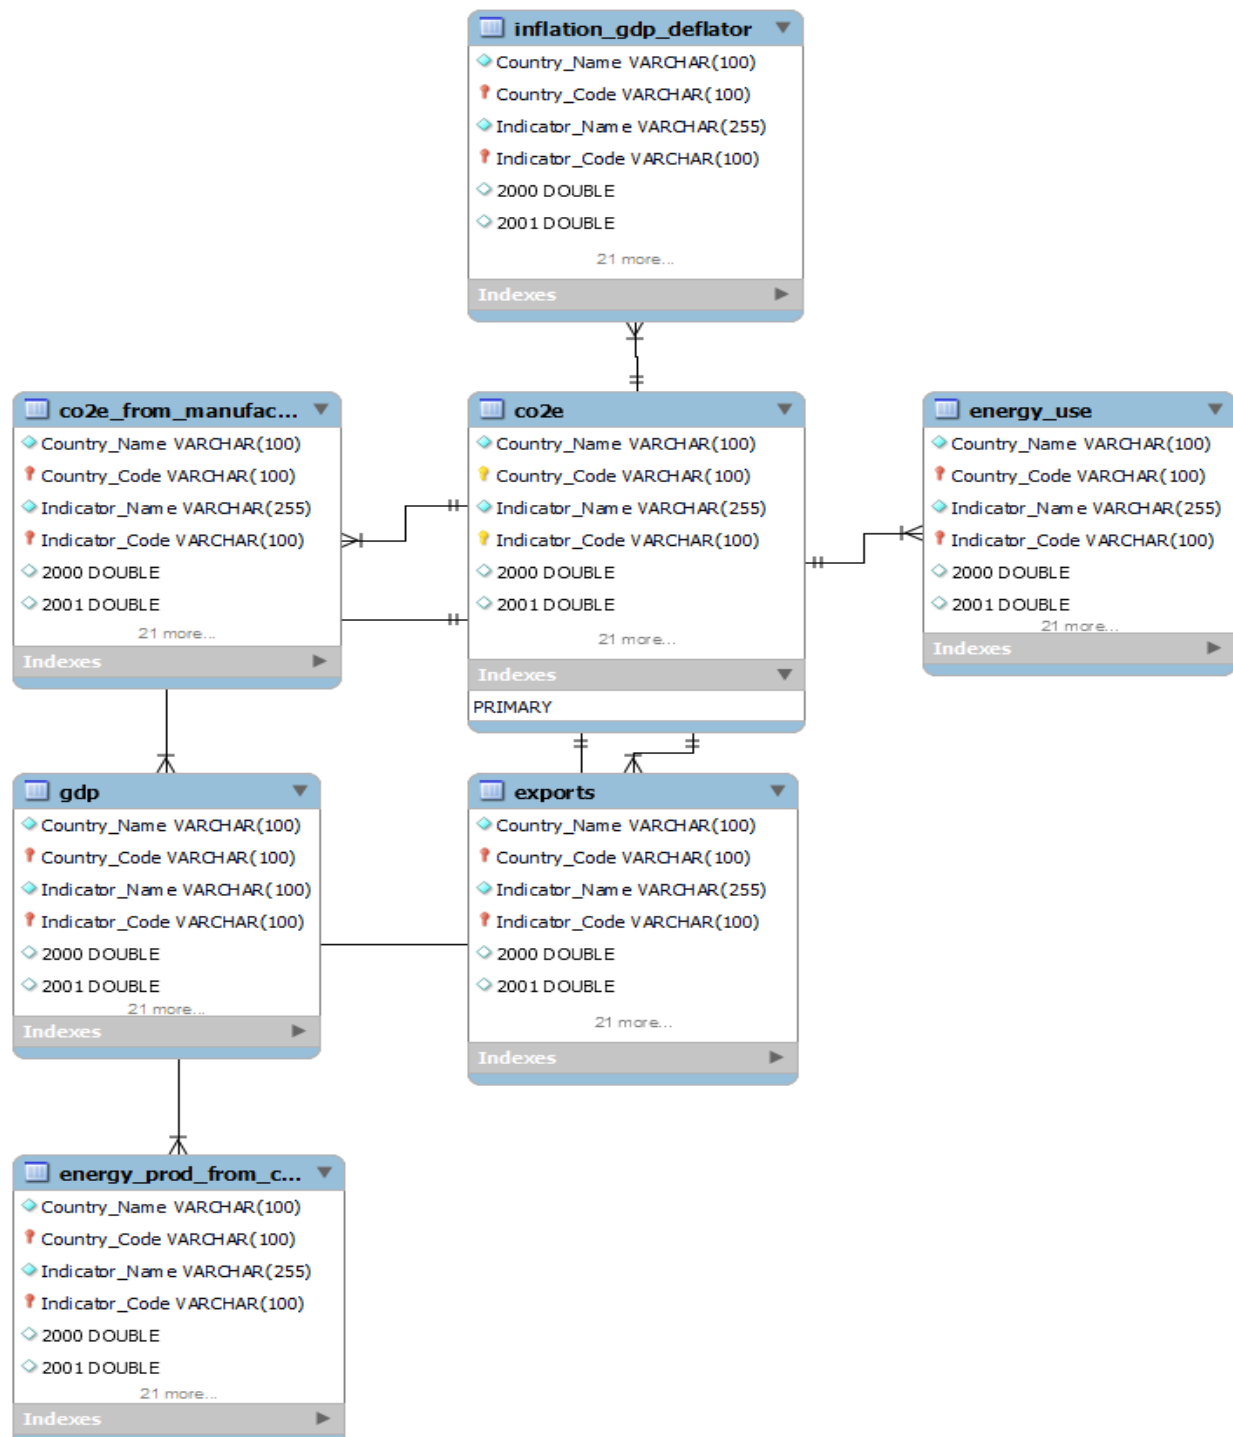 inflation_gdp_deflator
Country_Name VARCHAR(100)
Country_Code VARCHAR(100)
Indicator_Name VARCHAR(255)
Indicator_Code VARCHAR(100)
2000 DOUBLE
2001 DOUBLE
21 more...
Indexes
co2e_from_manufac...
Country_Name VARCHAR(100)
Country_Code VARCHAR(100)
Indicator_Name VARCHAR(255)
Indicator_Code VARCHAR(100)
2000 DOUBLE
2001 DOUBLE
21 more...
Indexes
co2e
Country_Name VARCHAR(100)
Country_Code VARCHAR(100)
Indicator_Name VARCHAR(255)
Indicator_Code VARCHAR(100)
2000 DOUBLE
2001 DOUBLE
21 more...
Indexes
PRIMARY
energy_use
Country_Name VARCHAR(100)
Country_Code VARCHAR(100)
Indicator_Name VARCHAR(255)
Indicator_Code VARCHAR(100)
2000 DOUBLE
2001 DOUBLE
21 more...
Indexes
gdp
Country_Name VARCHAR(100)
Country_Code VARCHAR(100)
Indicator_Name VARCHAR(100)
Indicator_Code VARCHAR(100)
2000 DOUBLE
2001 DOUBLE
21 more...
Indexes
exports
Country_Name VARCHAR(100)
Country_Code VARCHAR(100)
Indicator_Name VARCHAR(255)
Indicator_Code VARCHAR(100)
2000 DOUBLE
2001 DOUBLE
21 more...
Indexes
energy_prod_from_c...
Country_Name VARCHAR(100)
Country_Code VARCHAR(100)
Indicator_Name VARCHAR(255)
Indicator_Code VARCHAR(100)
2000 DOUBLE
2001 DOUBLE
21 more...
Indexes